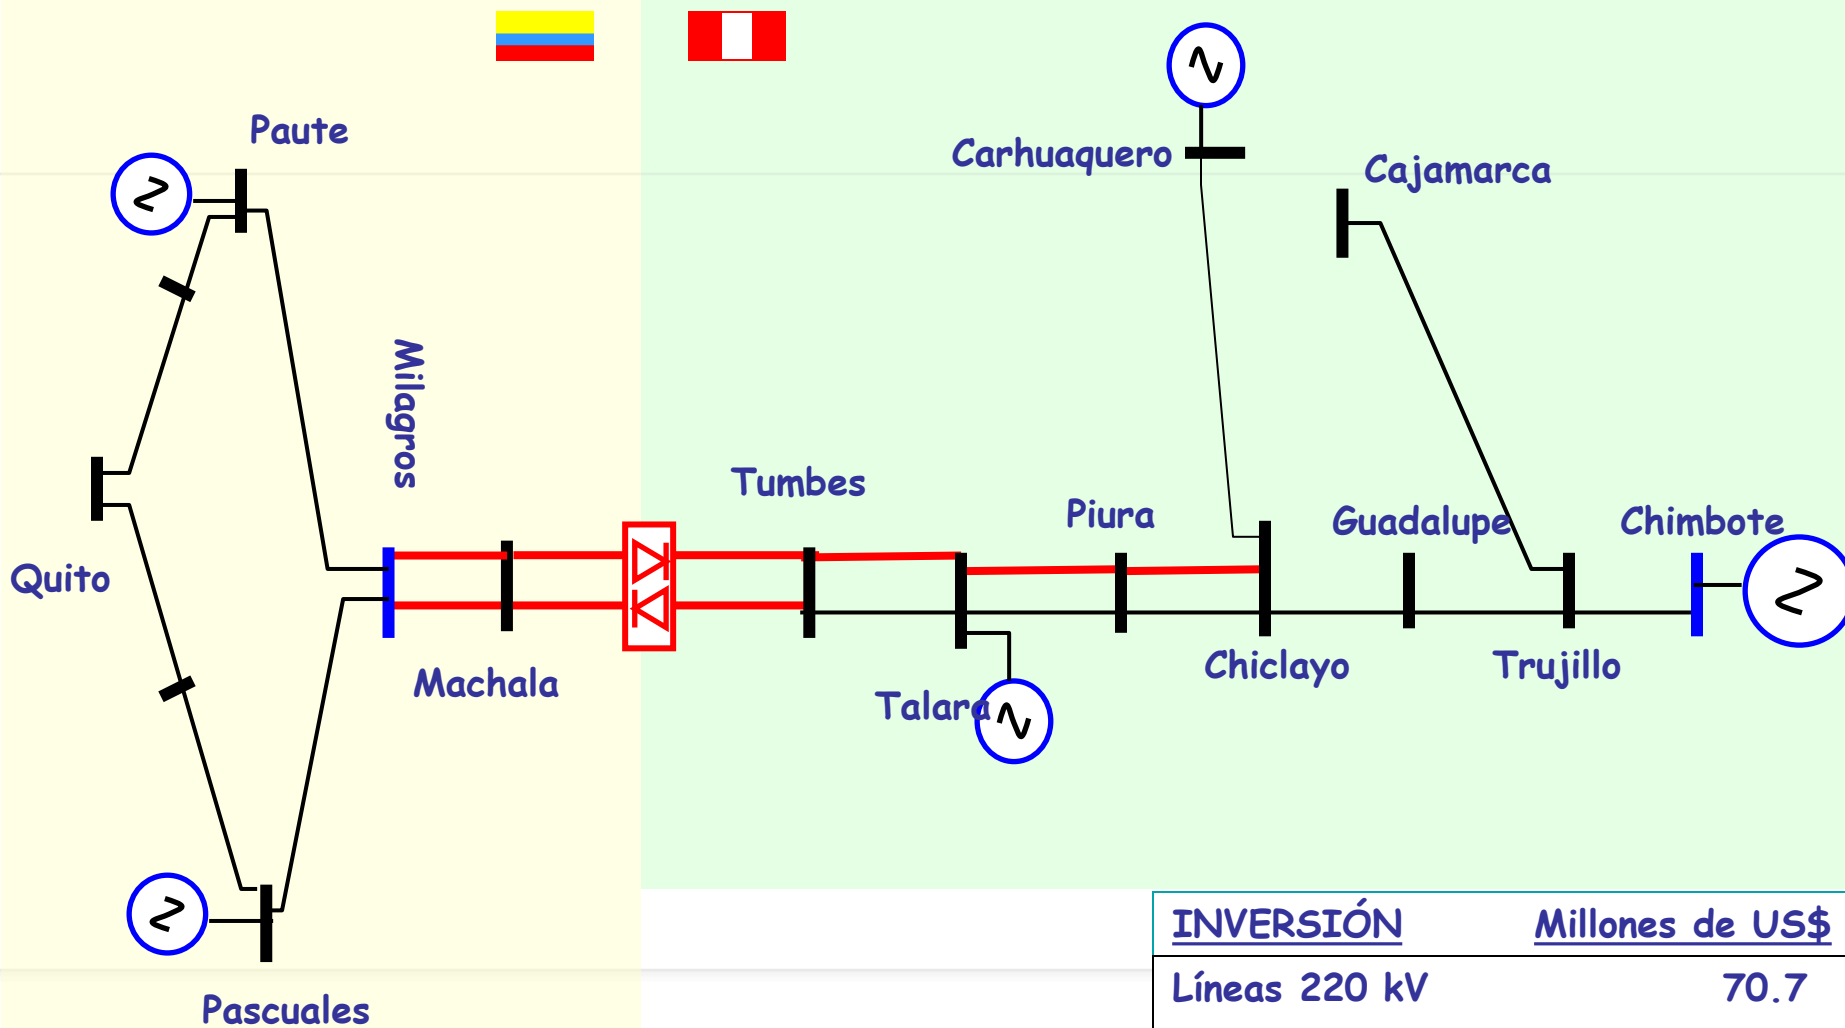 Paute
Carhuaquero
Cajamarca
Milagros
Tumbes
Piura
Guadalupe
Chimbote
Quito
Machala
Talara
Chiclayo
Trujillo
Pascuales
INVERSIÓN Millones de US$
Líneas 220 kV 70.7